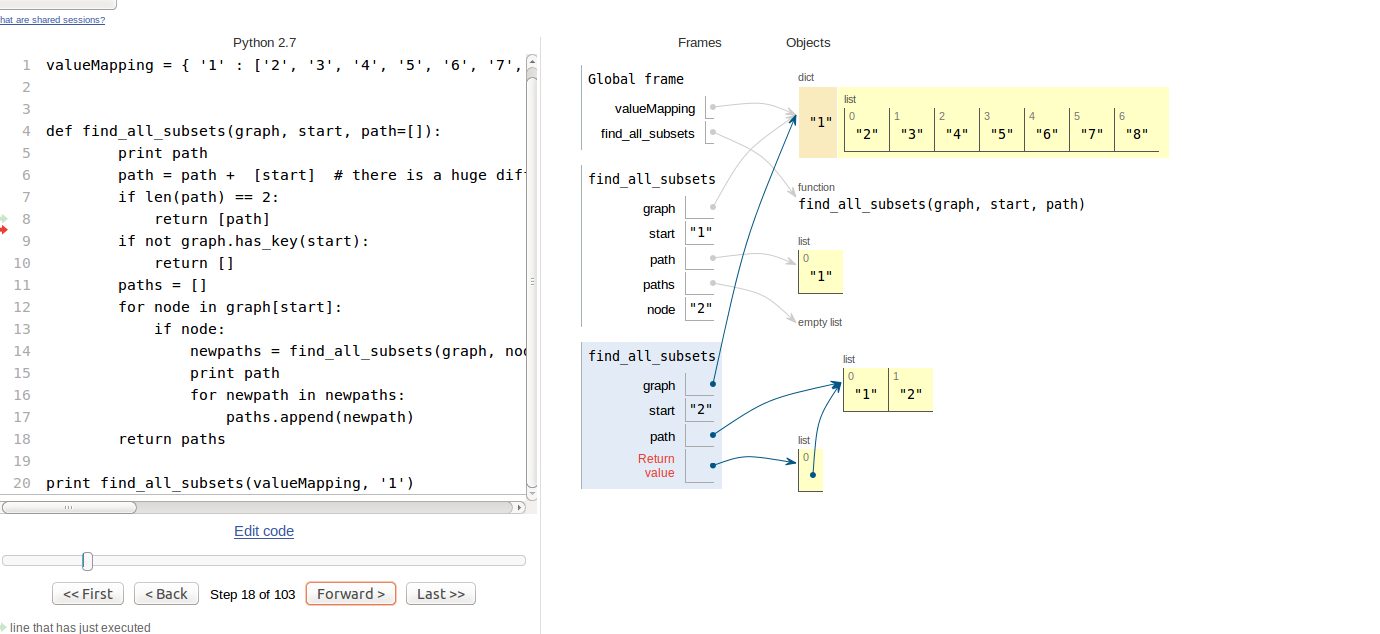 hat are shared sessions?
Python 2.7
1 valueMapping = { '1' : ['2', '3', '4', '5', '6', '7',
2
3
4 def find_all_subsets(graph, start, path=[]):
5 print path
6 path = path +  [start]  # there is a huge dif
7 if len(path) == 2:
8 return [path]
9 if not graph.has_key(start):
10 return []
11 paths = []
12 for node in graph[start]:
13 if node:
14 newpaths = find_all_subsets(graph, no
15 print path
16 for newpath in newpaths:
17 paths.append(newpath)
18 return paths
19
20 print find_all_subsets(valueMapping, '1')
Edit code
<< First < Back Step 18 of 103 Forward > Last >>
line that has just executed
Frames Objects
Global frame
valueMapping
find_all_subsets
find_all_subsets
graph
start "1"
path
paths
node "2"
find_all_subsets
graph
start "2"
path
Return
value
dict
"1"
list
0 1 2 3 4 5 6
"2" "3" "4" "5" "6" "7" "8"
function
find_all_subsets(graph, start, path)
list
0
"1"
empty list
list
0 1
"1" "2"
list
0